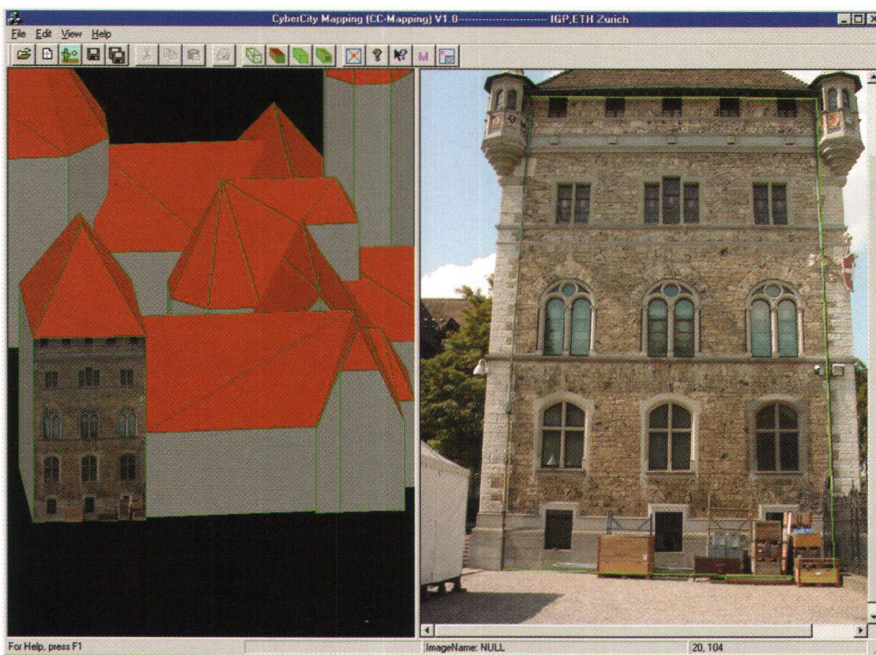 CyberCity Mapping (CC-Mapping) V1.0-------------------- IGP,ETH Zurich
File Edit View Help
M
For Help, press F1
ImageName: NULL
20, 104